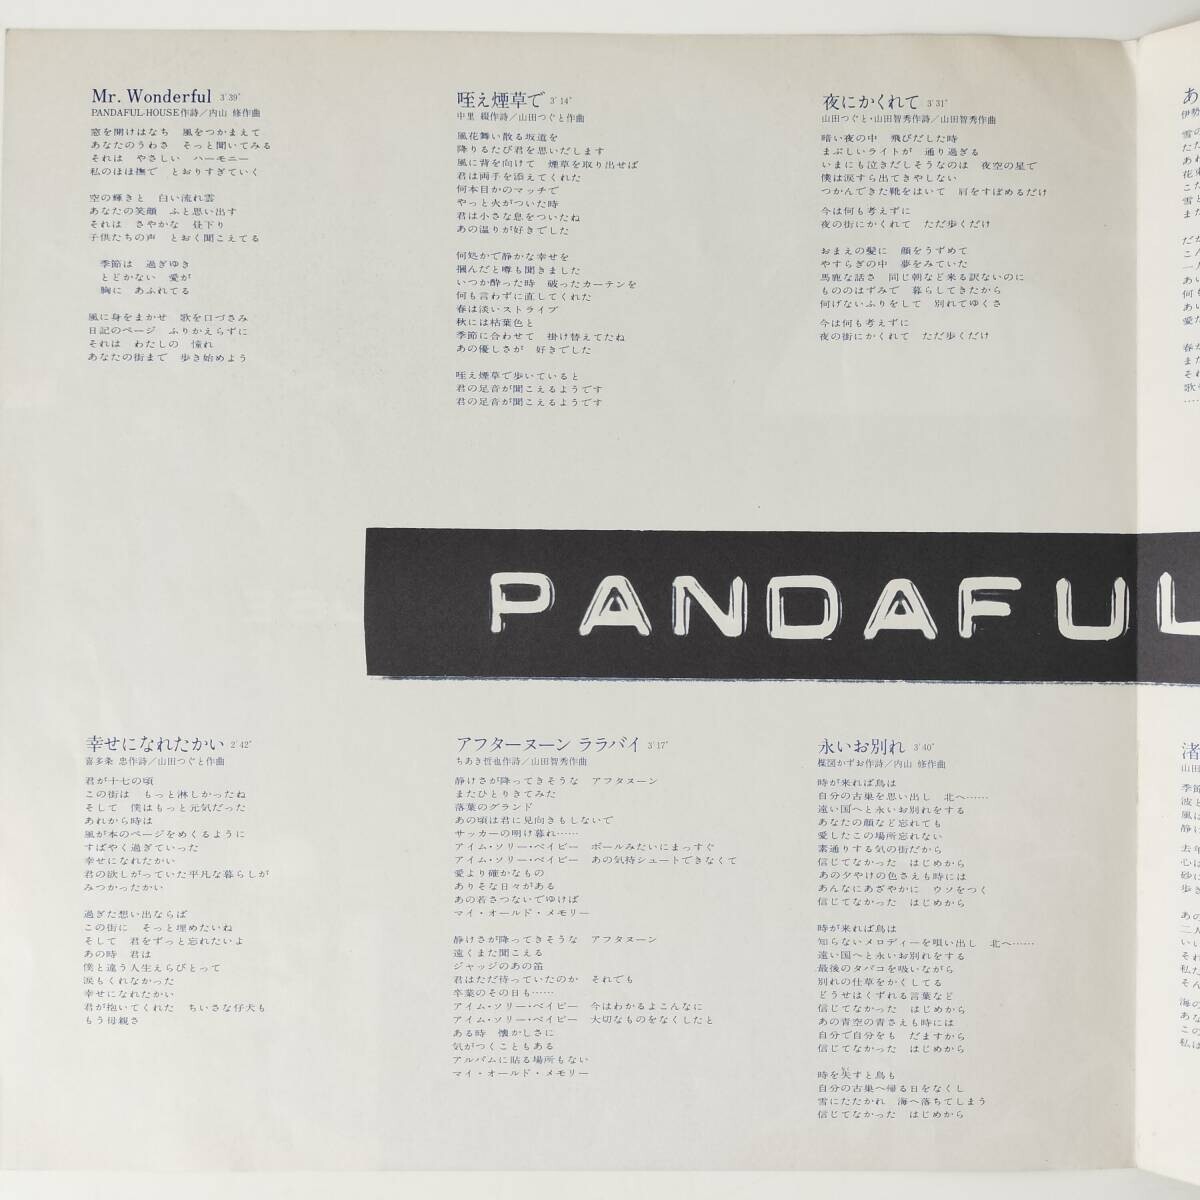 Mr. Wonderful 3'39"
PANDAFUL-HOUSE作詩／内山 修作曲
窓を開けはなち 風をつかまえて
あなたのうわさ そっと聞いてみる
それは やさしい ハーモニー
私のほほ撫で とおりすぎていく
空の輝きと 白い流れ雲
あなたの笑顔 ふと思い出す
それは さやかな 昼下り
子供たちの声 とおく聞こえてる
季節は 過ぎゆき
とどかない 愛が
胸に あふれてる
風に身をまかせ 歌を口づさみ
日記のページ ふりかえらずに
それは わたしの 憧れ
あなたの街まで 歩き始めよう
咥え煙草で 3'14"
中里 綴作詩／山田つぐと作曲
風花舞い散る坂道を
降りるたび君を思いだします
風に背を向けて 煙草を取り出せば
君は両手を添えてくれた
何本目かのマッチで
やっと火がついた時
君は小さな息をついたね
あの温りが好きでした
何処かで静かな幸せを
掴んだと噂も聞きました
いつか酔った時 破ったカーテンを
何も言わずに直してくれた
春は淡いストライプ
秋には枯葉色と
季節に合わせて 掛け替えてたね
あの優しさが 好きでした
咥え煙草で歩いていると
君の足音が聞こえるようです
君の足音が聞こえるようです
夜にかくれて 3'31"
山田つぐと・山田智秀作詩／山田智秀作曲
暗い夜の中 飛びだした時
まぶしいライトが 通り過ぎる
いまにも泣きだしそうなのは 夜空の星で
僕は涙すら出てきやしない
つかんできた靴をはいて 肩をすぼめるだけ
今は何も考えずに
夜の街にかくれて ただ歩くだけ
おまえの髪に 顔をうずめて
やすらぎの中 夢をみていた
馬鹿な話さ 同じ朝など来る訳ないのに
もののはずみで 暮らしてきたから
何げないふりをして 別れてゆくさ
今は何も考えずに
夜の街にかくれて ただ歩くだけ
PANDAFUL
幸せになれたかい 2'42"
喜多条 忠作詩／山田つぐと作曲
君が十七の頃
この街は もっと淋しかったね
そして 僕はもっと元気だった
あれから時は
風が本のページをめくるように
すばやく過ぎていった
幸せになれたかい
君の欲しがっていた平凡な暮らしが
みつかったかい
過ぎた想い出ならば
この街に そっと埋めたいね
そして 君をずっと忘れたいよ
あの時 君は
僕と違う人生えらびとって
涙もくれなかった
幸せになれたかい
君が抱いてくれた ちいさな仔犬も
もう母親さ
アフターヌーン ララバイ 3'17"
ちあき哲也作詩／山田智秀作曲
静けさが降ってきそうな アフタヌーン
またひとりきてみた
落葉のグランド
あの頃は君に見向きもしないで
サッカーの明け暮れ……
アイム・ソリー・ベイビー ボールみたいにまっすぐ
アイム・ソリー・ベイビー あの気持シュートできなくて
愛より確かなもの
ありそな日々がある
あの若さつないでゆけば
マイ・オールド・メモリー
静けさが降ってきそうな アフタヌーン
遠くまた聞こえる
ジャッジのあの笛
君はただ待っていたのか それでも
卒業のその日も……
アイム・ソリー・ベイビー 今はわかるよこんなに
アイム・ソリー・ベイビー 大切なものをなくしたと
ある時 懐かしさに
気がつくこともある
アルバムに貼る場所もない
マイ・オールド・メモリー
永いお別れ 3'40"
楳図かずお作詩／内山 修作曲
時が来れば鳥は
自分の古巣を思い出し 北へ……
遠い国へと永いお別れをする
あなたの顔など忘れても
愛したこの場所忘れない
素通りする気の街だから
信じてなかった はじめから
あの夕やけの色さえも時には
あんなにあざやかに ウソをつく
信じてなかった はじめから
時が来れば鳥は
知らないメロディーを唄い出し 北へ……
遠い国へと永いお別れをする
最後のタバコを吸いながら
別れの仕草をかくしてる
どうせはくずれる言葉など
信じてなかった はじめから
あの青空の青さえも時には
自分で自分をも だますから
信じてなかった はじめから
時を失すと鳥も
自分の古巣へ帰る日をなくし
雪にたたかれ 海へ落ちてしまう
信じてなかった はじめから